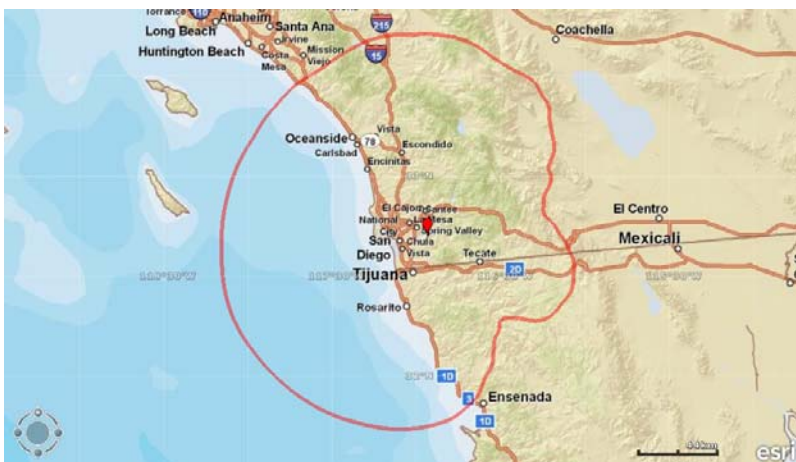 Torrance
110
Anaheim
Long Beach
Santa Ana
Irvine
Huntington Beach
Costa
Mesa
Mission
Viejo
215
15
Coachella
Oceanside
Vista
78
Carlsbad
Escondido
Encinitas
El Cajon
Santee
National
City
La Mesa
Spring Valley
San
Diego
Chula
Vista
El Centro
Mexicali
Tecate
2D
Tijuana
Rosarito
1D
3
Ensenada
1D
44km
esri